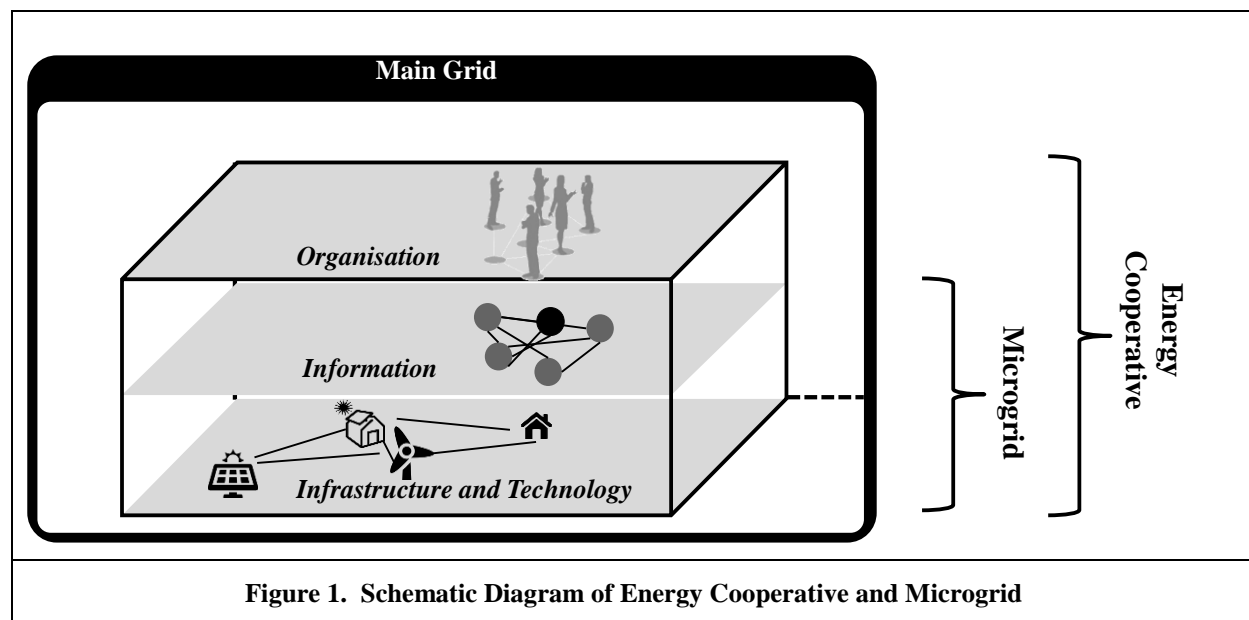 Main Grid
Organisation
Information
Infrastructure and Technology
Microgrid
Energy
Cooperative
Figure 1. Schematic Diagram of Energy Cooperative and Microgrid